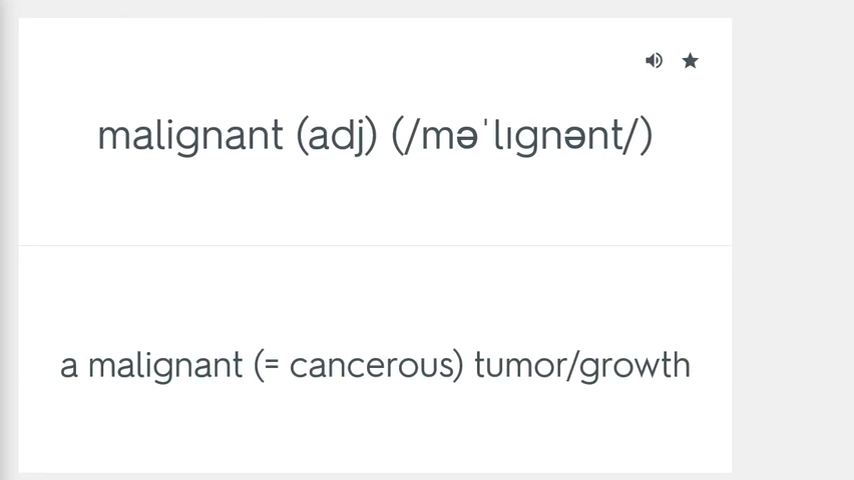 malignant (adj) (/məˈlɪgnənt/)
a malignant (= cancerous) tumor/growth